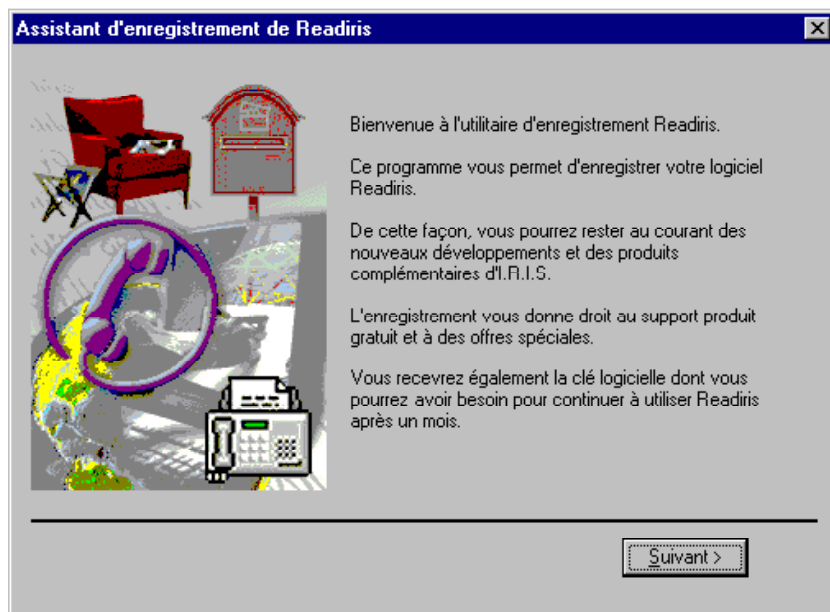 Assistant d'enregistrement de Readiris
Bienvenue à l'utilitaire d'enregistrement Readiris.
Ce programme vous permet d'enregistrer votre logiciel
Readiris.
De cette façon, vous pourrez rester au courant des
nouveaux développements et des produits
complémentaires d'I.R.I.S.
L'enregistrement vous donne droit au support produit
gratuit et à des offres spéciales.
Vous recevrez également la clé logicielle dont vous
pourrez avoir besoin pour continuer à utiliser Readiris
après un mois.
Suivant >